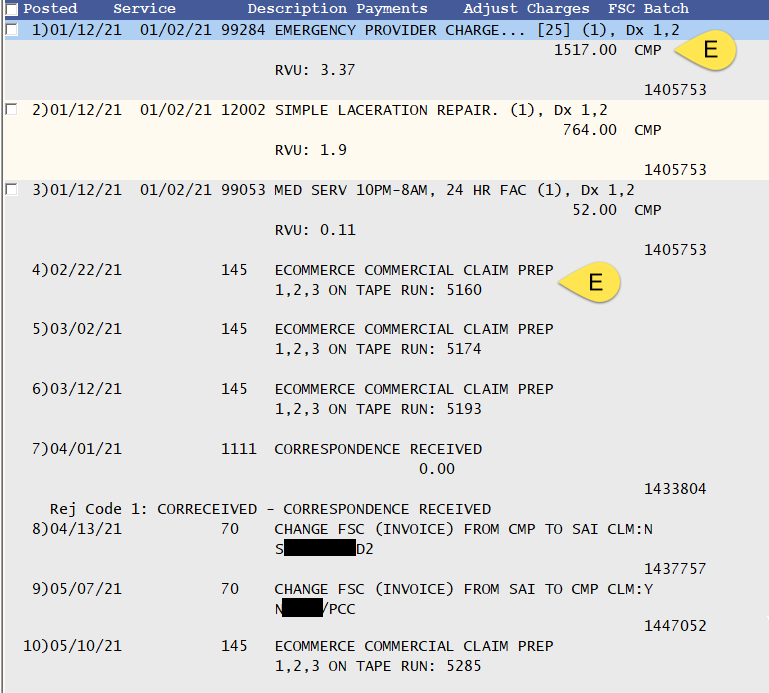 Posted Service Description Payments Adjust Charges FSC Batch
1)01/12/21 01/02/21 99284 EMERGENCY PROVIDER CHARGE... [25] (1), Dx 1,2
1517.00 CMP E
RVU: 3.37
1405753
2)01/12/21 01/02/21 12002 SIMPLE LACERATION REPAIR. (1), Dx 1,2
764.00 CMP
RVU: 1.9
1405753
3)01/12/21 01/02/21 99053 MED SERV 10PM-8AM, 24 HR FAC (1), Dx 1,2
52.00 CMP
RVU: 0.11
1405753
4)02/22/21 145 ECOMMERCE COMMERCIAL CLAIM PREP
1,2,3 ON TAPE RUN: 5160 E
5)03/02/21 145 ECOMMERCE COMMERCIAL CLAIM PREP
1,2,3 ON TAPE RUN: 5174
6)03/12/21 145 ECOMMERCE COMMERCIAL CLAIM PREP
1,2,3 ON TAPE RUN: 5193
7)04/01/21 1111 CORRESPONDENCE RECEIVED
0.00
1433804
Rej Code 1: CORRECEIVED - CORRESPONDENCE RECEIVED
8)04/13/21 70 CHANGE FSC (INVOICE) FROM CMP TO SAI CLM:N
S D2
1437757
9)05/07/21 70 CHANGE FSC (INVOICE) FROM SAI TO CMP CLM:Y
N /PCC
1447052
10)05/10/21 145 ECOMMERCE COMMERCIAL CLAIM PREP
1,2,3 ON TAPE RUN: 5285